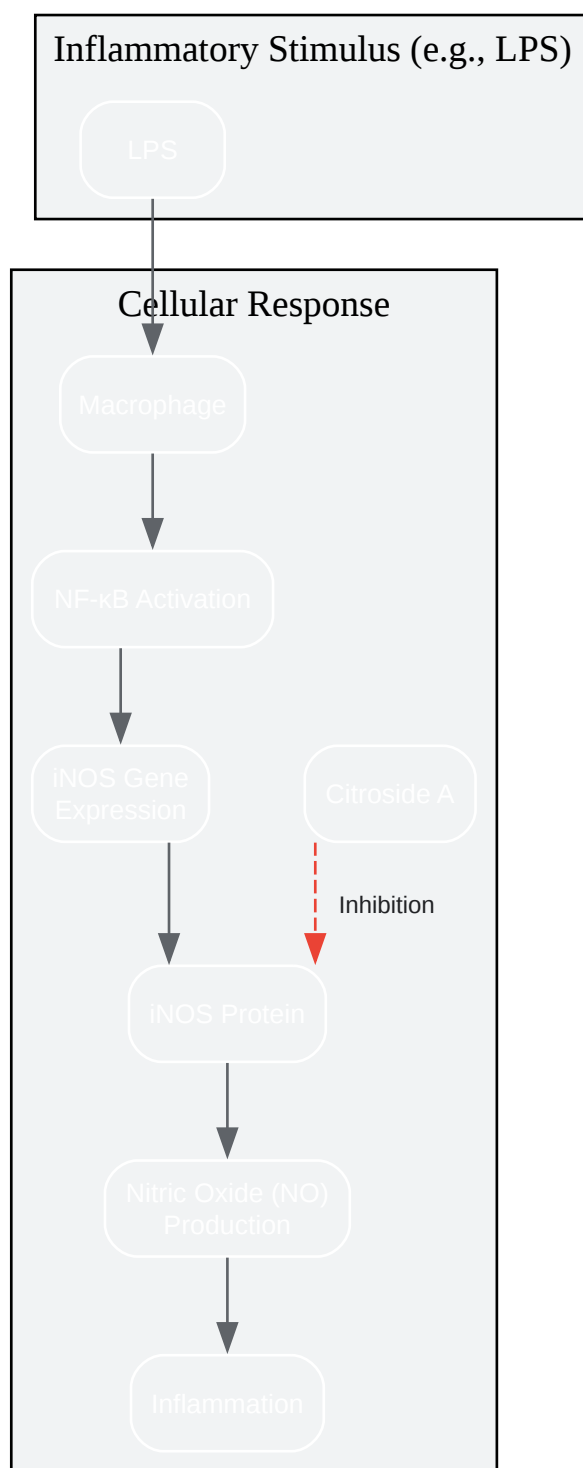 Inflammatory Stimulus (e.g., LPS)
LPS
Cellular Response
Macrophage
NF-κB Activation
iNOS Gene
Expression
Citroside A
Inhibition
iNOS Protein
Nitric Oxide (NO)
Production
Inflammation